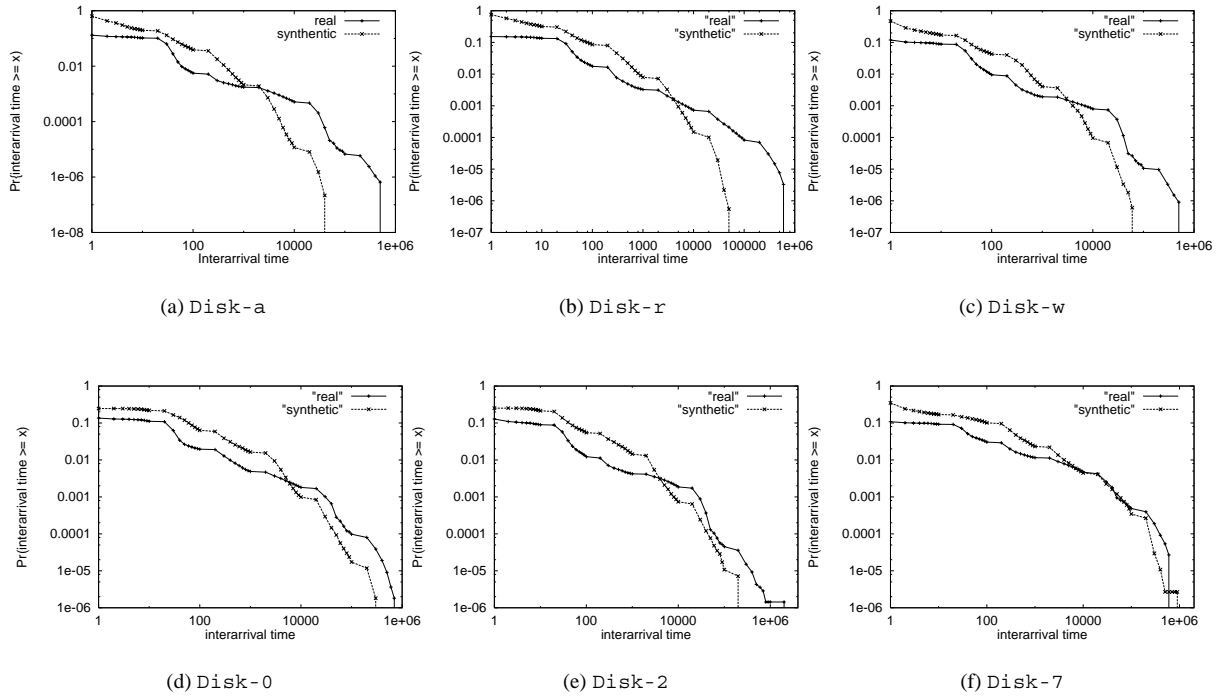 Pr(interarrival time >= x)
1
0.01
0.0001
1e-06
1e-08
1
100
10000
1e+06
Interarrival time
real
synthentic
(a) Disk-a
Pr(interarrival time >= x)
1
0.1
0.01
0.001
0.0001
1e-05
1e-06
1e-07
1
10
100
1000
10000
100000
1e+06
interarrival time
"real"
"synthetic"
(b) Disk-r
Pr(interarrival time >= x)
1
0.1
0.01
0.001
0.0001
1e-05
1e-06
1e-07
1
100
10000
1e+06
interarrival time
"real"
"synthetic"
(c) Disk-w
Pr(interarrival time >= x)
1
0.1
0.01
0.001
0.0001
1e-05
1e-06
1
100
10000
1e+06
interarrival time
"real"
"synthetic"
(d) Disk-0
Pr(interarrival time >= x)
1
0.1
0.01
0.001
0.0001
1e-05
1e-06
1
100
10000
1e+06
interarrival time
"real"
"synthetic"
(e) Disk-2
Pr(interarrival time >= x)
1
0.1
0.01
0.001
0.0001
1e-05
1e-06
1
100
10000
1e+06
interarrival time
"real"
"synthetic"
(f) Disk-7